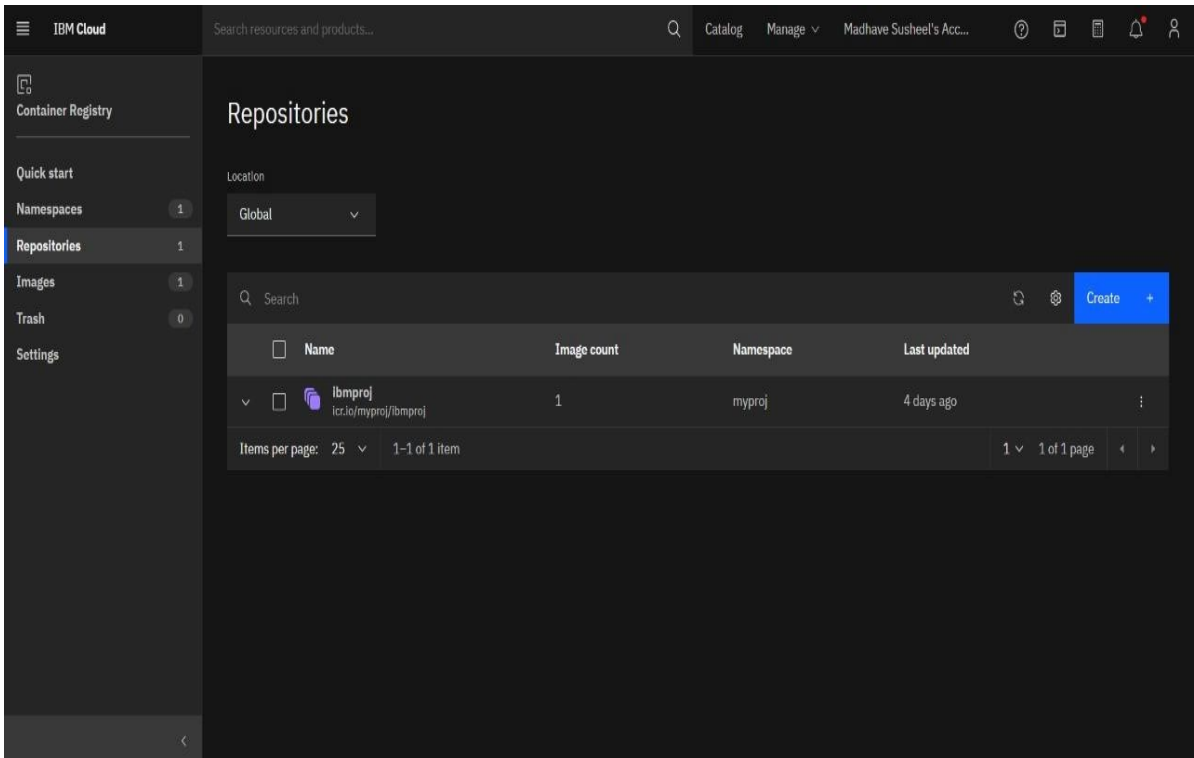 IBM Cloud
Search resources and products...
Catalog
Manage
Madhave Susheel's Acc...
Container Registry
Quick start
Namespaces 1
Repositories 1
Images 1
Trash 0
Settings
Repositories
Location
Global
Search
Create +
Name Image count Namespace Last updated
ibmproj 1 myproj 4 days ago
icr.io/myproj/ibmproj
Items per page: 25 1–1 of 1 item 1 1 of 1 page